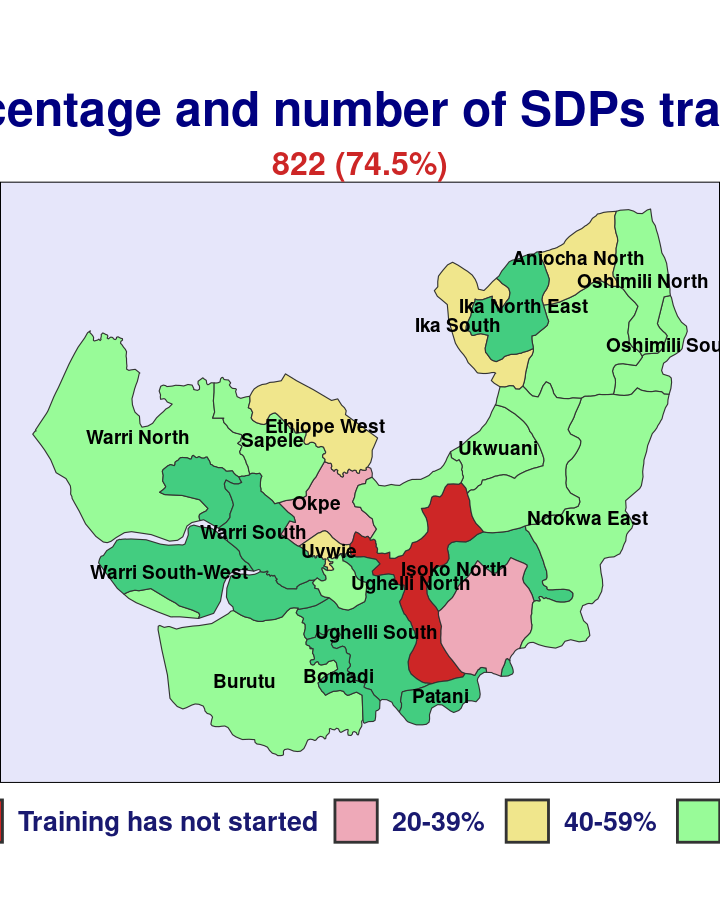 centage and number of SDPs tra
822 (74.5%)
Aniocha North
Oshimili North
Ika North East
Ika South
Oshimili Sou
Ethiope West
Warri North
Sapele
Ukwuani
Okpe
Ndokwa East
Warri South
Uvwie
Isoko North
Warri South-West
Ughelli North
Ughelli South
Bomadi
Burutu
Patani
Training has not started
20-39%
40-59%